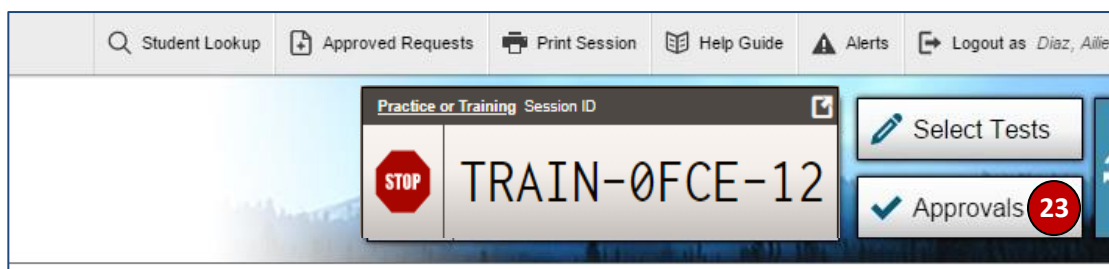 Student Lookup Approved Requests Print Session Help Guide Alerts Logout as Diaz, Ailie
Practice or Training Session ID
STOP TRAIN-0FCE-12
Select Tests
Approvals 23